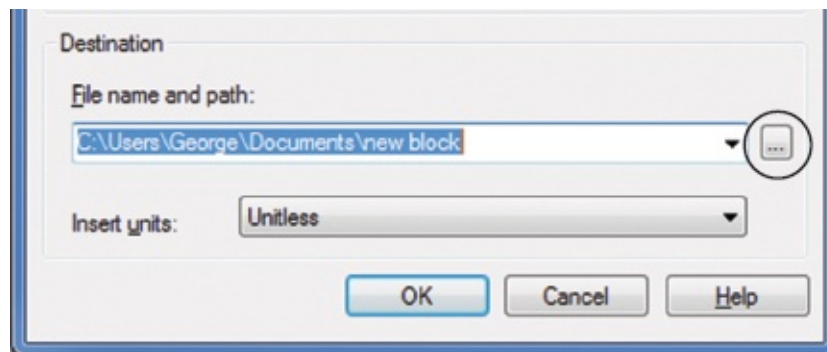 Destination
File name and path:
C:\Users\George\Documents\new block
...
Insert units:
Unitless
OK
Cancel
Help